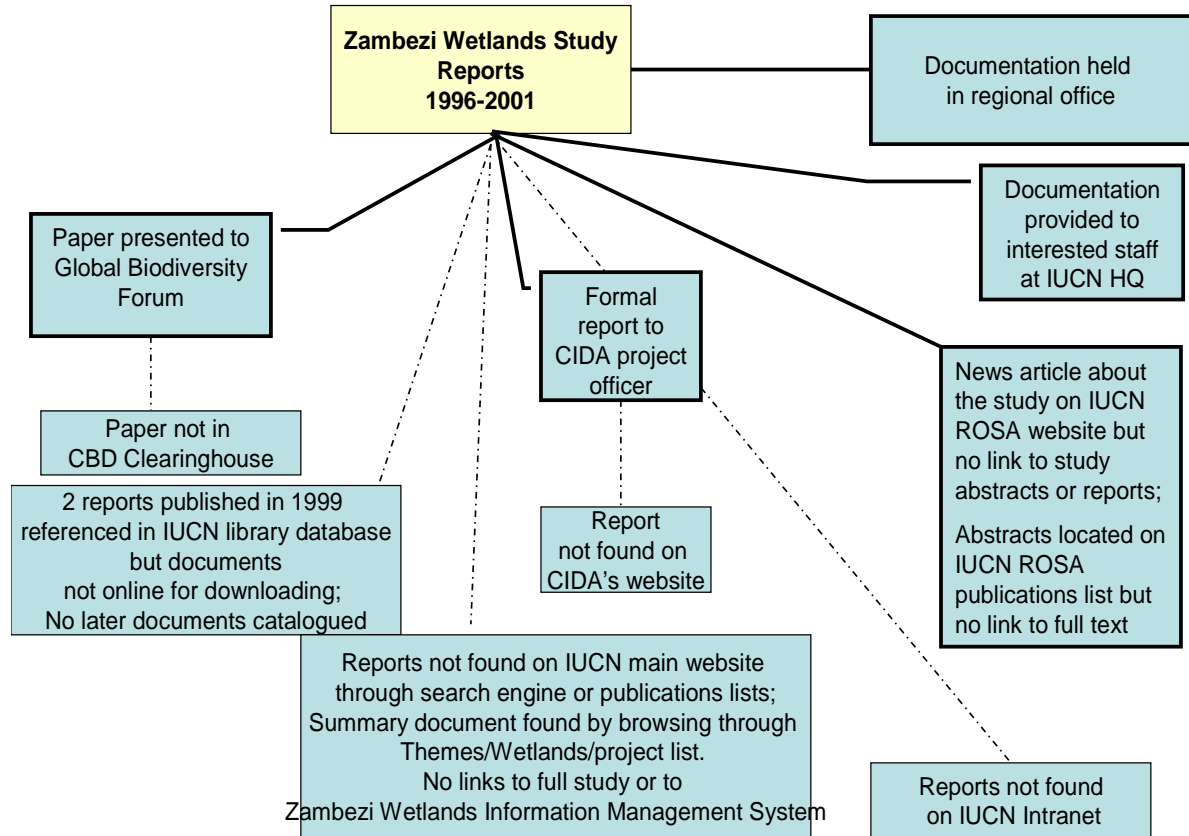 Zambezi Wetlands Study
Reports
1996-2001
Documentation held
in regional office
Documentation
provided to
interested staff
at IUCN HQ
Paper presented to
Global Biodiversity
Forum
Formal
report to
CIDA project
officer
News article about
the study on IUCN
ROSA website but
no link to study
abstracts or reports;
Abstracts located on
IUCN ROSA
publications list but
no link to full text
Paper not in
CBD Clearinghouse
2 reports published in 1999
referenced in IUCN library database
but documents
not online for downloading;
No later documents catalogued
Report
not found on
CIDA's website
Reports not found on IUCN main website
through search engine or publications lists;
Summary document found by browsing through
Themes/Wetlands/project list.
No links to full study or to
Zambezi Wetlands Information Management System
Reports not found
on IUCN Intranet